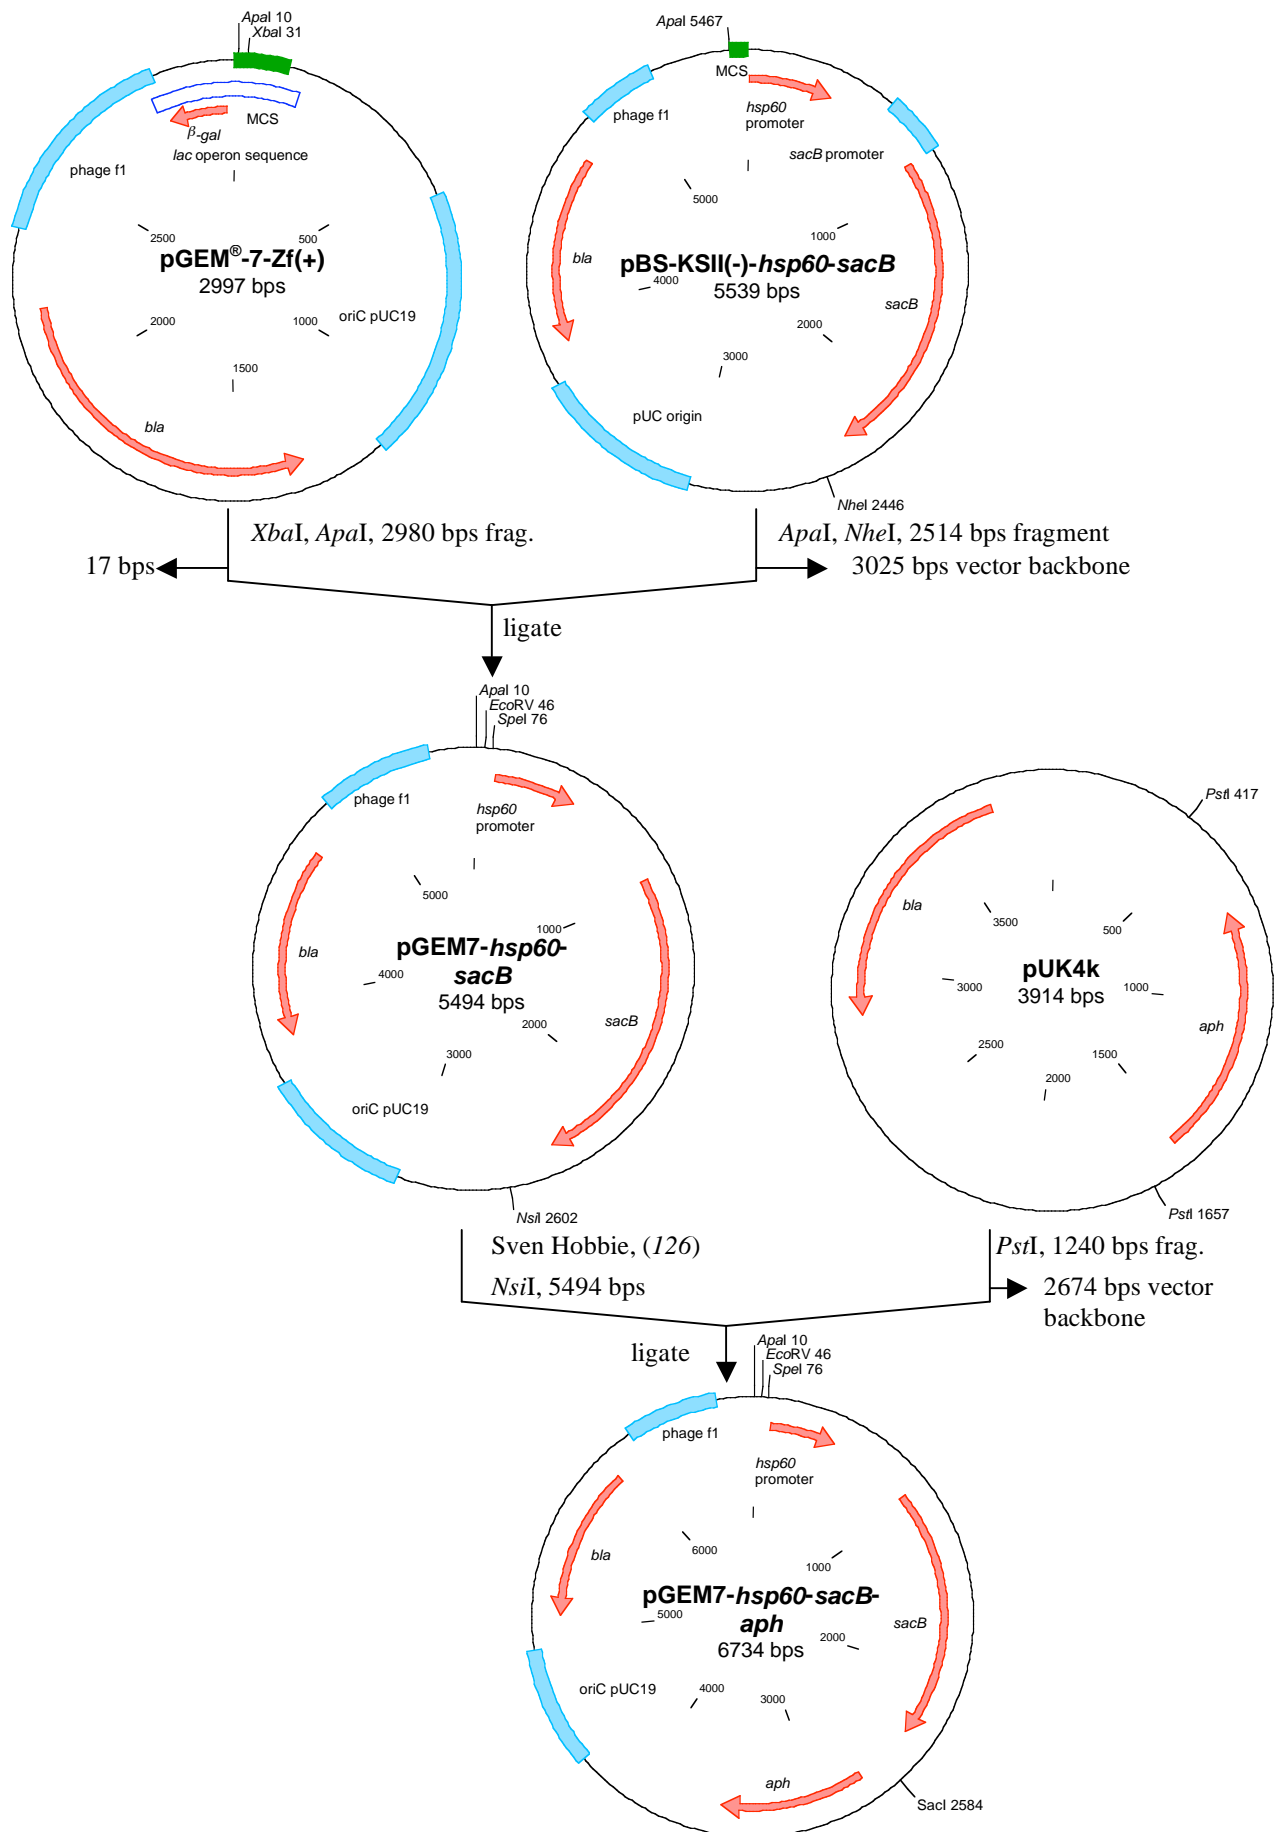 ApaI 10
XbaI 31
MCS
β-gal
lac operon sequence
phage f1
500
1000
1500
2000
2500
pGEM®-7-Zf(+)
2997 bps
oriC pUC19
bla
ApaI 5467
MCS
hsp60
promoter
phage f1
sacB promoter
5000
1000
pBS-KSII(-)-hsp60-sacB
5539 bps
bla
4000
sacB
2000
3000
pUC origin
NheI 2446
XbaI, ApaI, 2980 bps frag.
17 bps
ApaI, NheI, 2514 bps fragment
3025 bps vector backbone
ligate
ApaI 10
EcoRV 46
SpeI 76
phage f1
hsp60
promoter
5000
1000
bla
pGEM7-hsp60-
sacB
5494 bps
4000
sacB
2000
3000
oriC pUC19
NsiI 2602
PstI 417
bla
3500
500
pUK4k
3914 bps
3000
1000
aph
2500
1500
2000
PstI 1657
Sven Hobbie, (126)
NsiI, 5494 bps
PstI, 1240 bps frag.
2674 bps vector
backbone
ligate
ApaI 10
EcoRV 46
SpeI 76
phage f1
hsp60
promoter
bla
6000
1000
pGEM7-hsp60-sacB-
aph
6734 bps
5000
sacB
2000
oriC pUC19
4000
3000
aph
SacI 2584